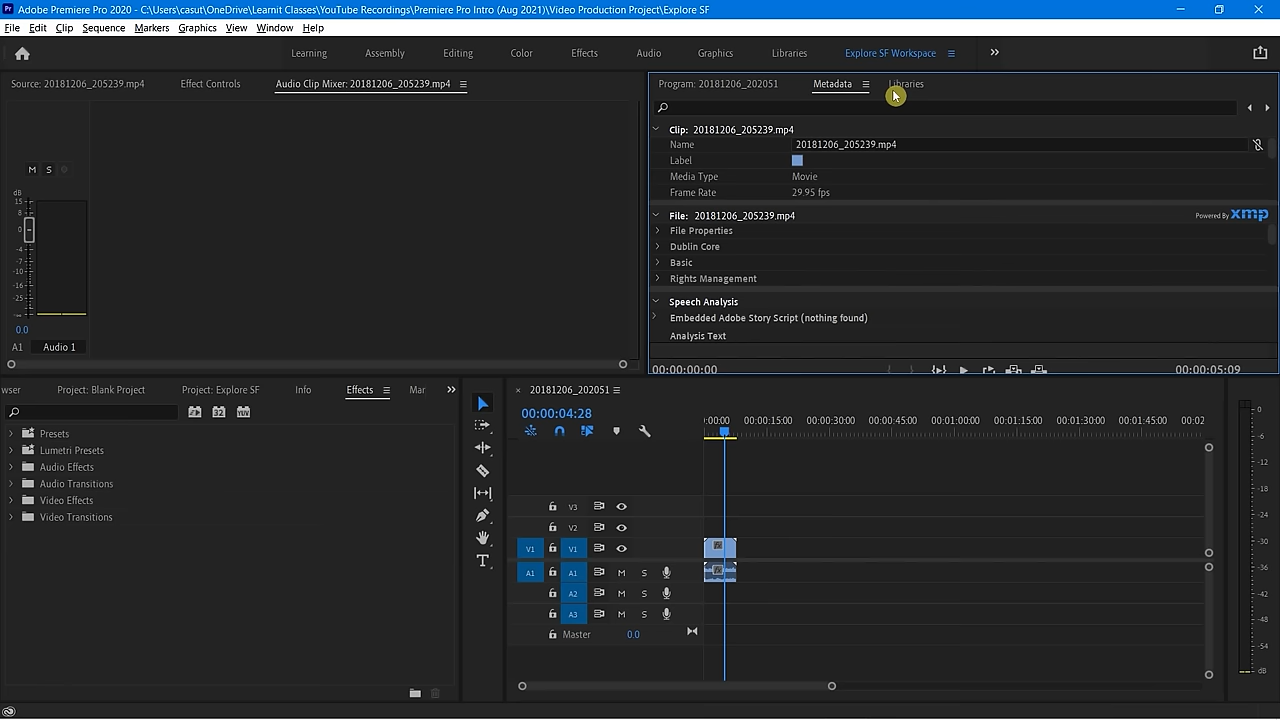 Adobe Premiere Pro 2020 - C:\Users\casut\OneDrive\Learnit Classes\YouTube Recordings\Premiere Pro Intro (Aug 2021)\Video Production Project\Explore SF
File Edit Clip Sequence Markers Graphics View Window Help
Learning Assembly Editing Color Effects Audio Graphics Libraries Explore SF Workspace
Source: 20181206_205239.mp4 Effect Controls Audio Clip Mixer: 20181206_205239.mp4
M S
dB
15
8
0
-4
-7
-10
-16
-25
-∞
0.0
A1 Audio 1
Program: 20181206_202051 Metadata Libraries
Clip: 20181206_205239.mp4
Name 20181206_205239.mp4
Label
Media Type Movie
Frame Rate 29.95 fps
File: 20181206_205239.mp4 Powered By xmp
File Properties
Dublin Core
Basic
Rights Management
Speech Analysis
Embedded Adobe Story Script (nothing found)
Analysis Text
00:00:00:00 00:00:05:09
wser Project: Blank Project Project: Explore SF Info Effects Mar
32 YUV
Presets
Lumetri Presets
Audio Effects
Audio Transitions
Video Effects
Video Transitions
T
20181206_202051
00:00:04:28
:00:00 00:00:15:00 00:00:30:00 00:00:45:00 00:01:00:00 00:01:15:00 00:01:30:00 00:01:45:00 00:02
V3
V2
V1 V1 fx
A1 A1 M S fx
A2 M S
A3 M S
Master 0.0
0
-6
-12
-18
-24
-30
-36
-42
-48
-54
dB